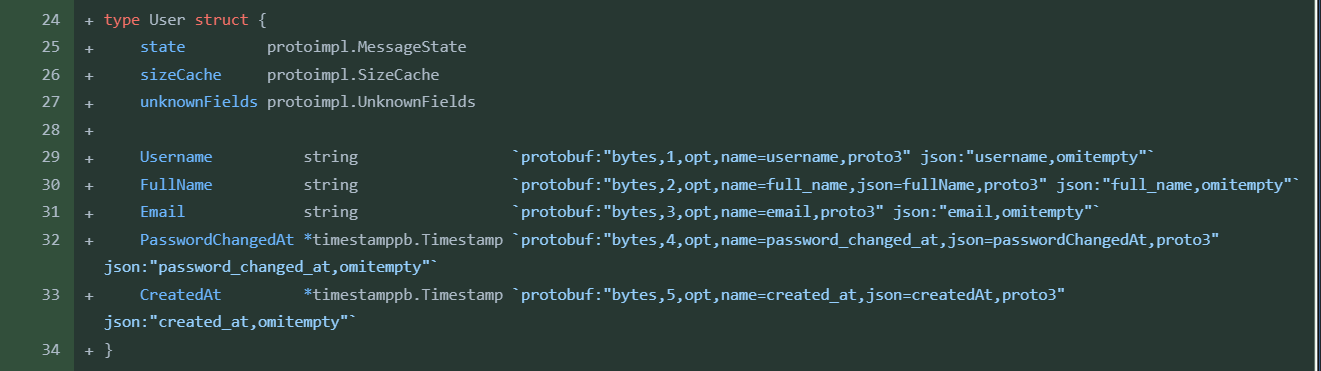 24 + type User struct {
25 + state protoimpl.MessageState
26 + sizeCache protoimpl.SizeCache
27 + unknownFields protoimpl.UnknownFields
28 +
29 + Username string `protobuf:"bytes,1,opt,name=username,proto3" json:"username,omitempty"`
30 + FullName string `protobuf:"bytes,2,opt,name=full_name,json=fullName,proto3" json:"full_name,omitempty"`
31 + Email string `protobuf:"bytes,3,opt,name=email,proto3" json:"email,omitempty"`
32 + PasswordChangedAt *timestamppb.Timestamp `protobuf:"bytes,4,opt,name=password_changed_at,json=passwordChangedAt,proto3"
json:"password_changed_at,omitempty"`
33 + CreatedAt *timestamppb.Timestamp `protobuf:"bytes,5,opt,name=created_at,json=createdAt,proto3"
json:"created_at,omitempty"`
34 + }